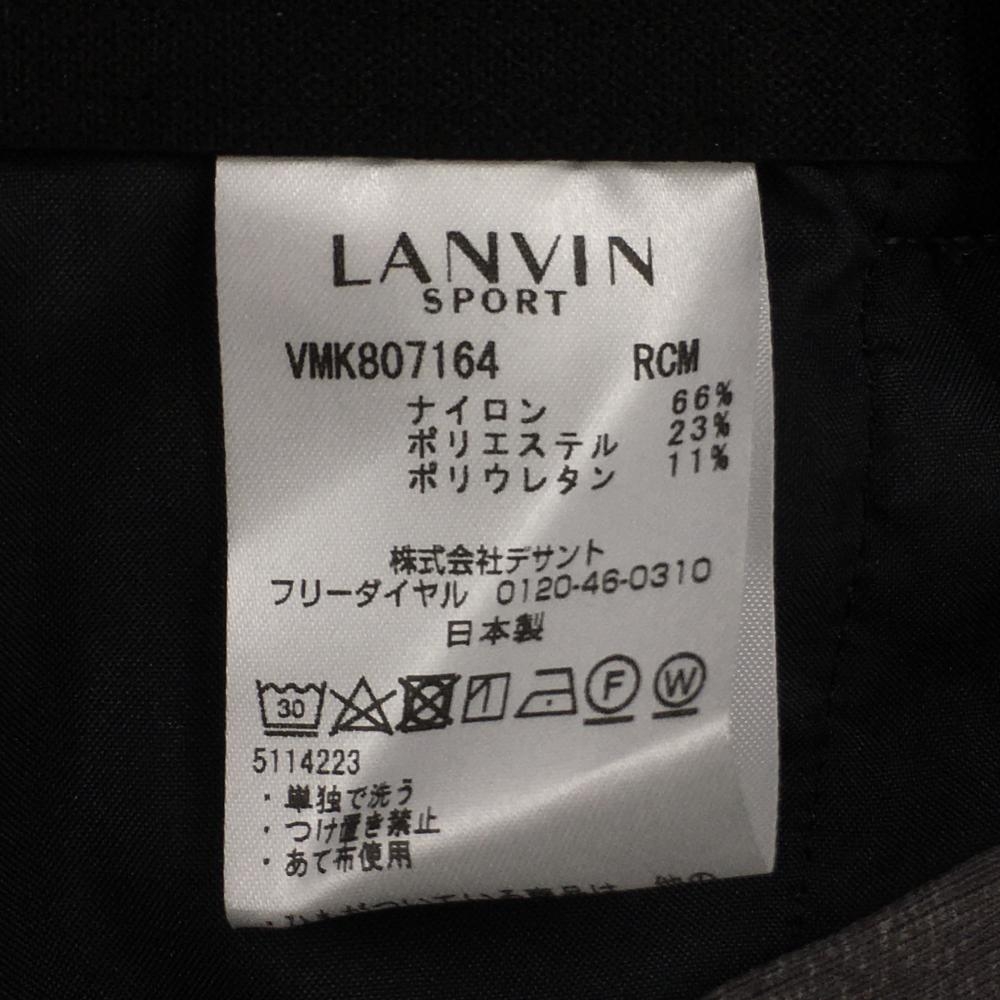 LANVIN
SPORT
VMK807164 RCM
ナイロン 66%
ポリエステル 23%
ポリウレタン 11%
株式会社デサント
フリーダイヤル 0120-46-0310
日本製
30 F W
5114223
・単独で洗う
・つけ置き禁止
・あて布使用